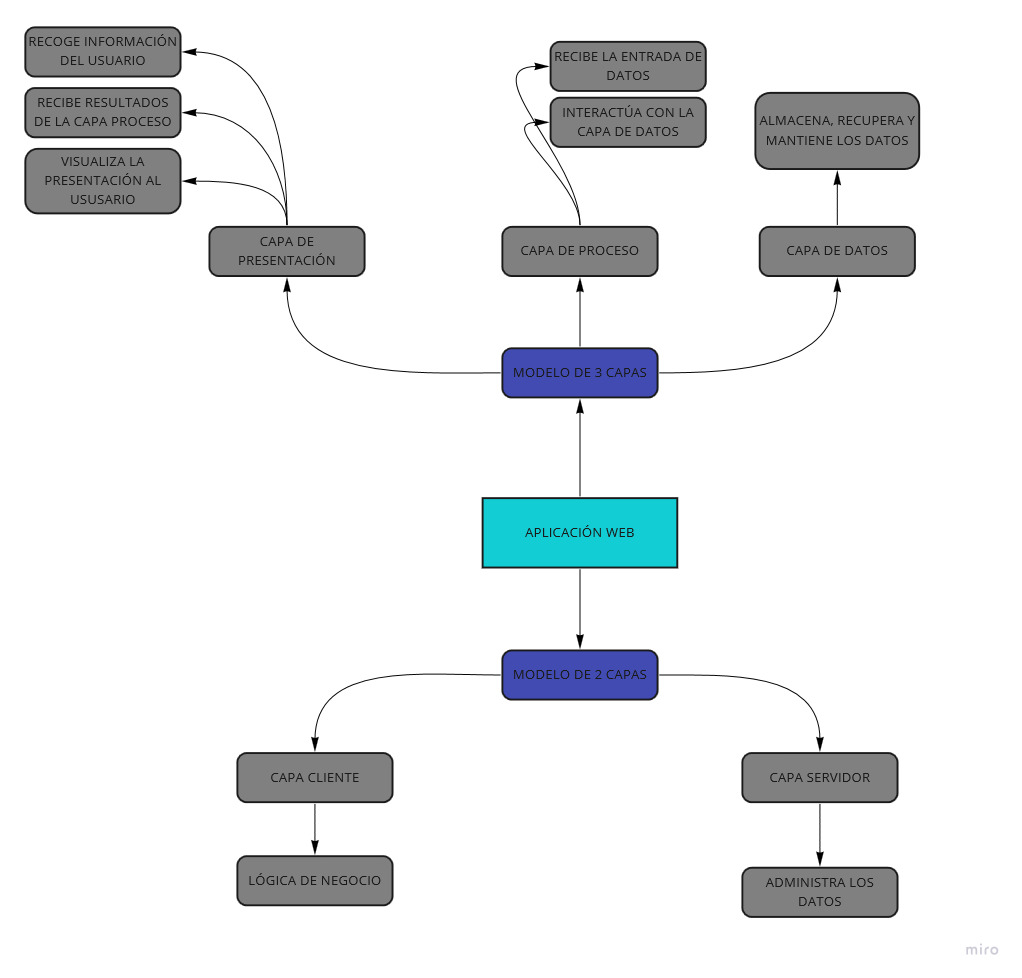 RECOGE INFORMACIÓN
DEL USUARIO
RECIBE RESULTADOS
DE LA CAPA PROCESO
VISUALIZA LA
PRESENTACIÓN AL
USUSARIO
RECIBE LA ENTRADA DE
DATOS
INTERACTÚA CON LA
CAPA DE DATOS
ALMACENA, RECUPERA Y
MANTIENE LOS DATOS
CAPA DE
PRESENTACIÓN
CAPA DE PROCESO
CAPA DE DATOS
MODELO DE 3 CAPAS
APLICACIÓN WEB
MODELO DE 2 CAPAS
CAPA CLIENTE
CAPA SERVIDOR
LÓGICA DE NEGOCIO
ADMINISTRA LOS
DATOS
miro